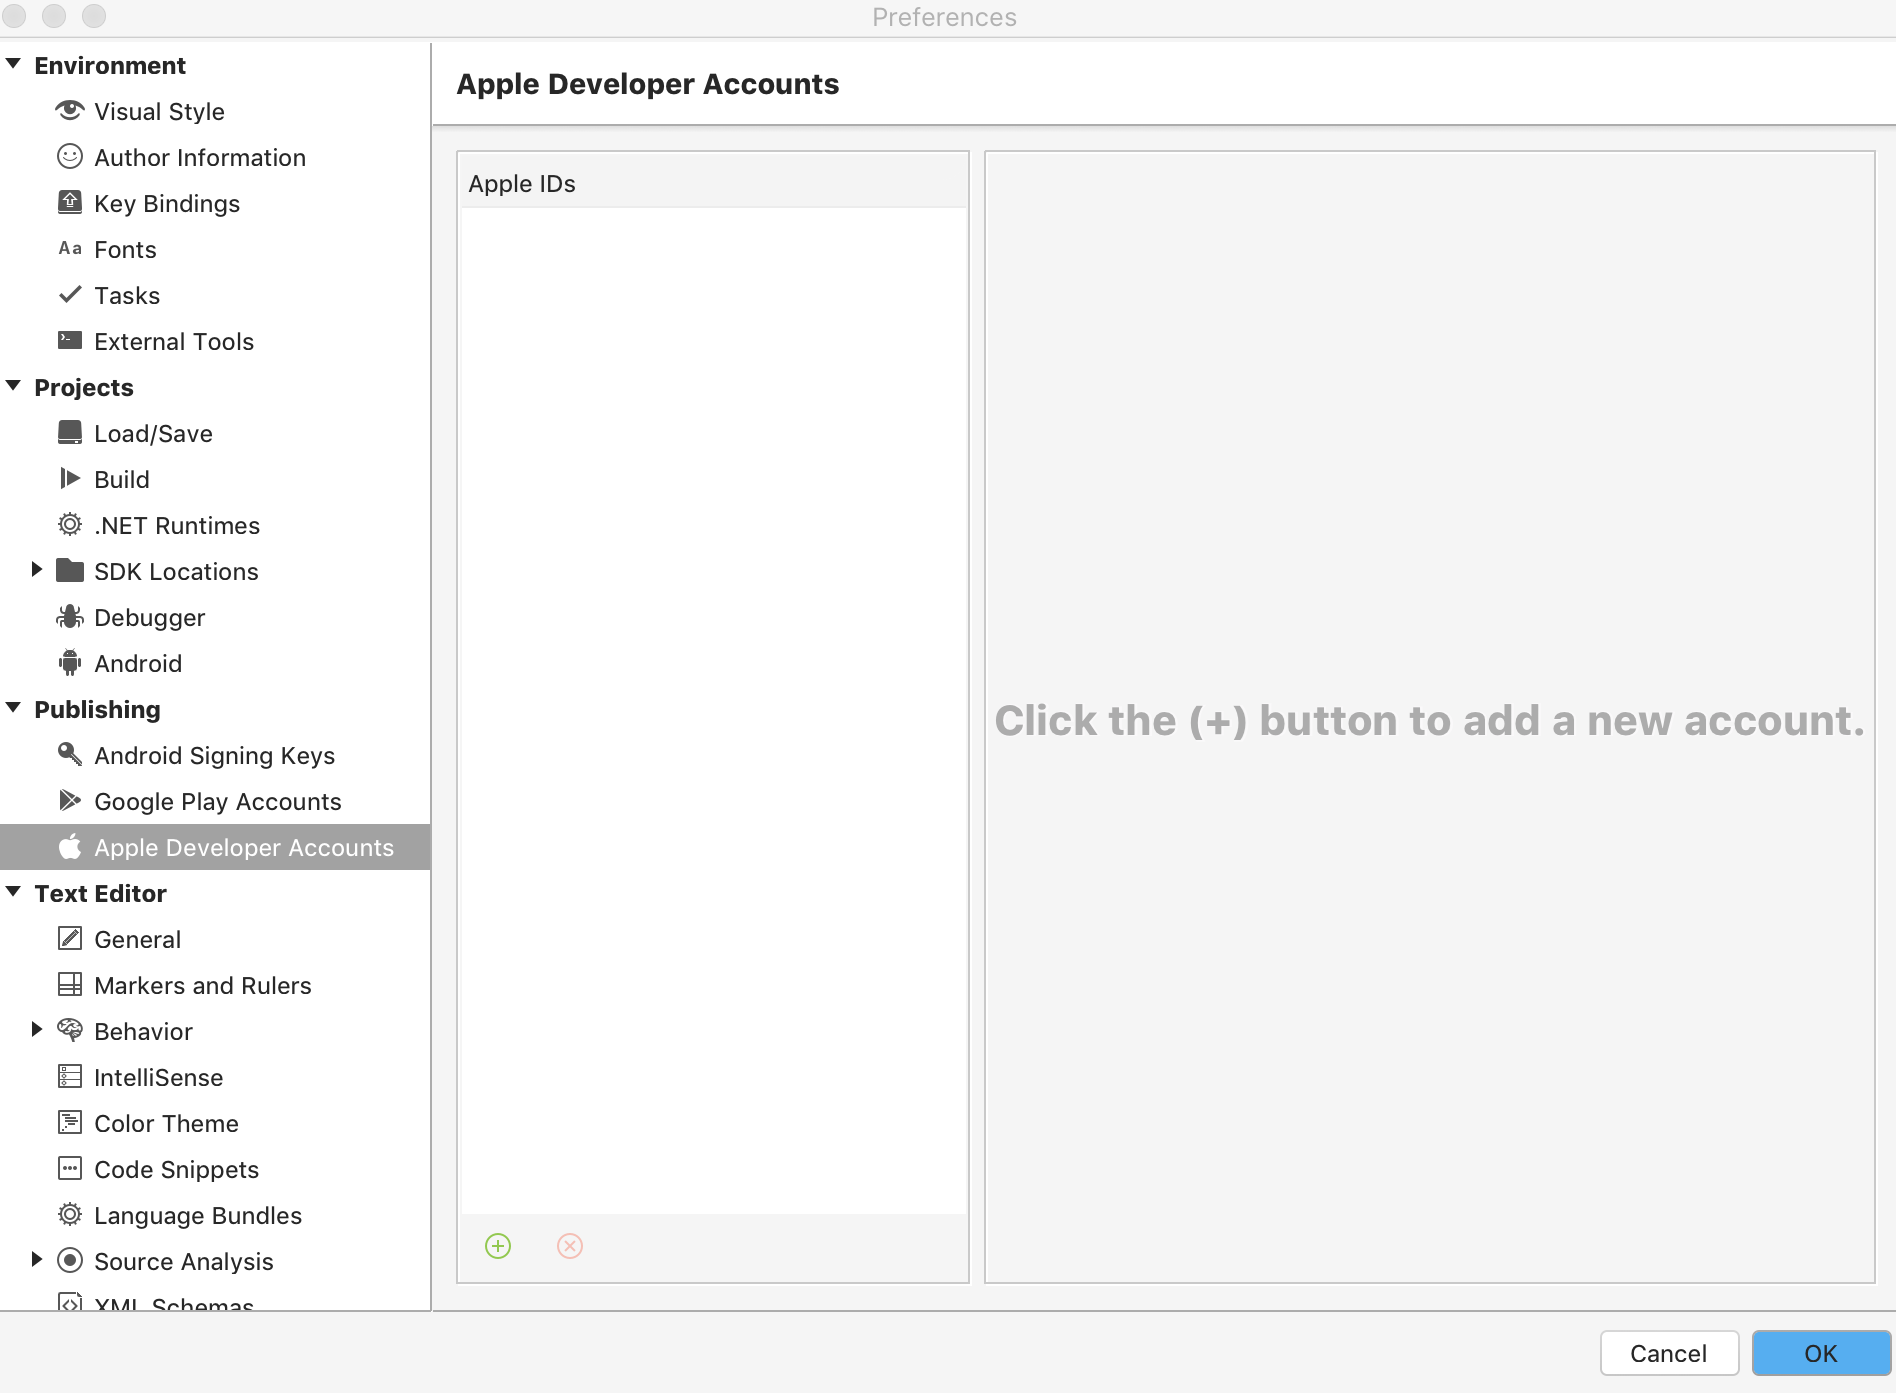 Preferences
Environment
Visual Style
Author Information
Key Bindings
Aa Fonts
Tasks
External Tools
Projects
Load/Save
Build
.NET Runtimes
SDK Locations
Debugger
Android
Publishing
Android Signing Keys
Google Play Accounts
Apple Developer Accounts
Text Editor
General
Markers and Rulers
Behavior
IntelliSense
Color Theme
Code Snippets
Language Bundles
Source Analysis
XML Schemas
Apple Developer Accounts
Apple IDs
Click the (+) button to add a new account.
Cancel
OK